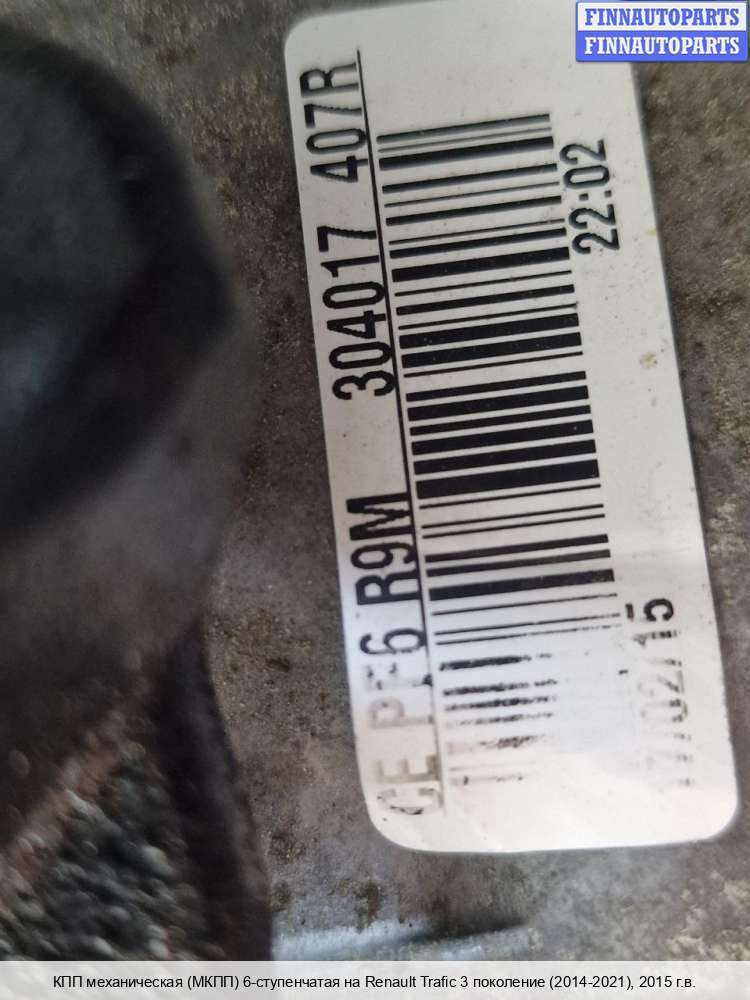 FINNAUTOPARTS
FINNAUTOPARTS
PF6 R9M 304017 407R
22:02
КПП механическая (МКПП) 6-ступенчатая на Renault Trafic 3 поколение (2014-2021), 2015 г.в.